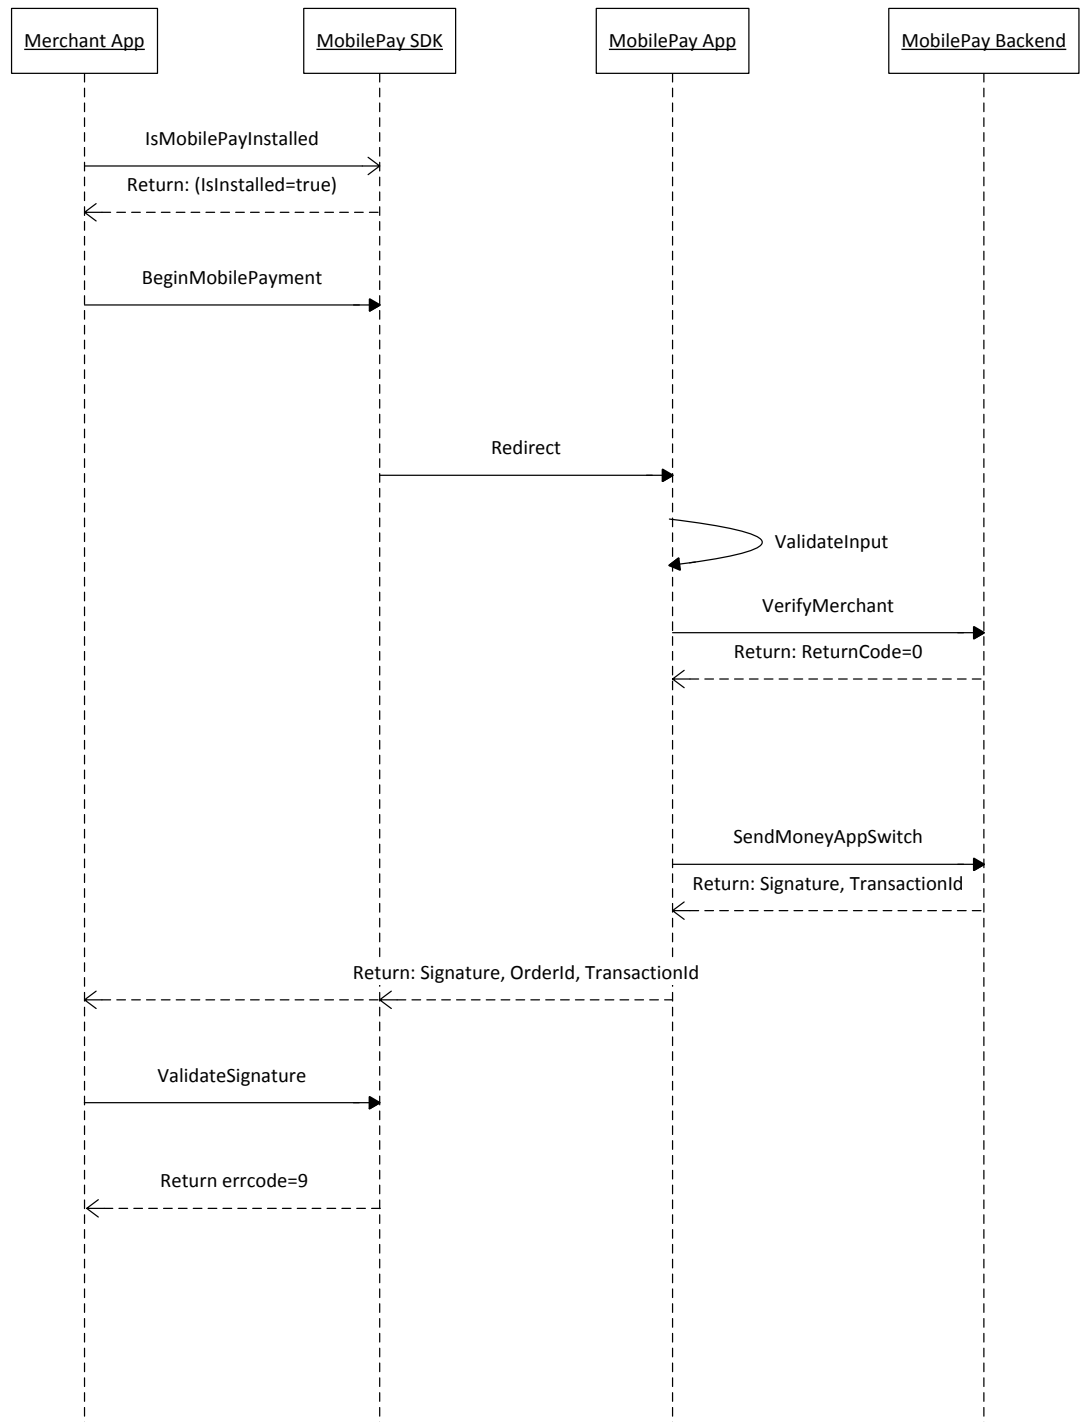 Merchant App
MobilePay SDK
MobilePay App
MobilePay Backend
IsMobilePayInstalled
Return: (IsInstalled=true)
BeginMobilePayment
Redirect
ValidateInput
VerifyMerchant
Return: ReturnCode=0
SendMoneyAppSwitch
Return: Signature, TransactionId
Return: Signature, OrderId, TransactionId
ValidateSignature
Return errcode=9